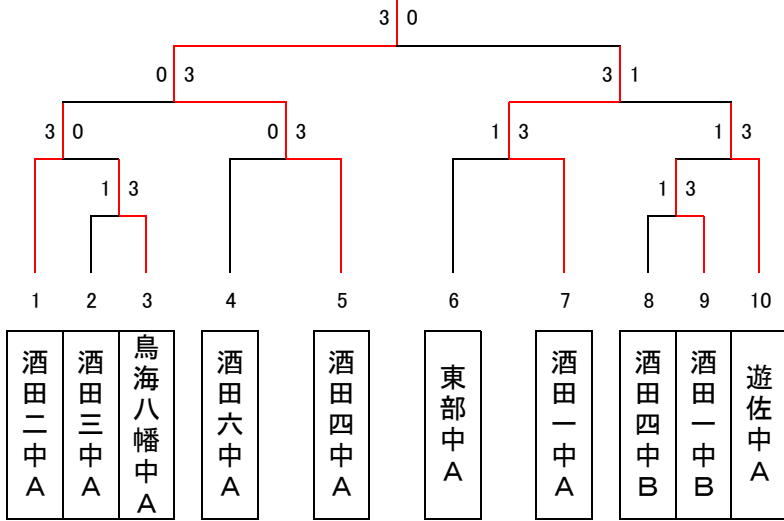 3 0
0 3
3 1
3 0
0 3
1 3
1 3
1 3
1 3
1 2 3 4 5 6 7 8 9 10
酒田二中A
酒田三中A
鳥海八幡中A
酒田六中A
酒田四中A
東部中A
酒田一中A
酒田四中B
酒田一中B
遊佐中A